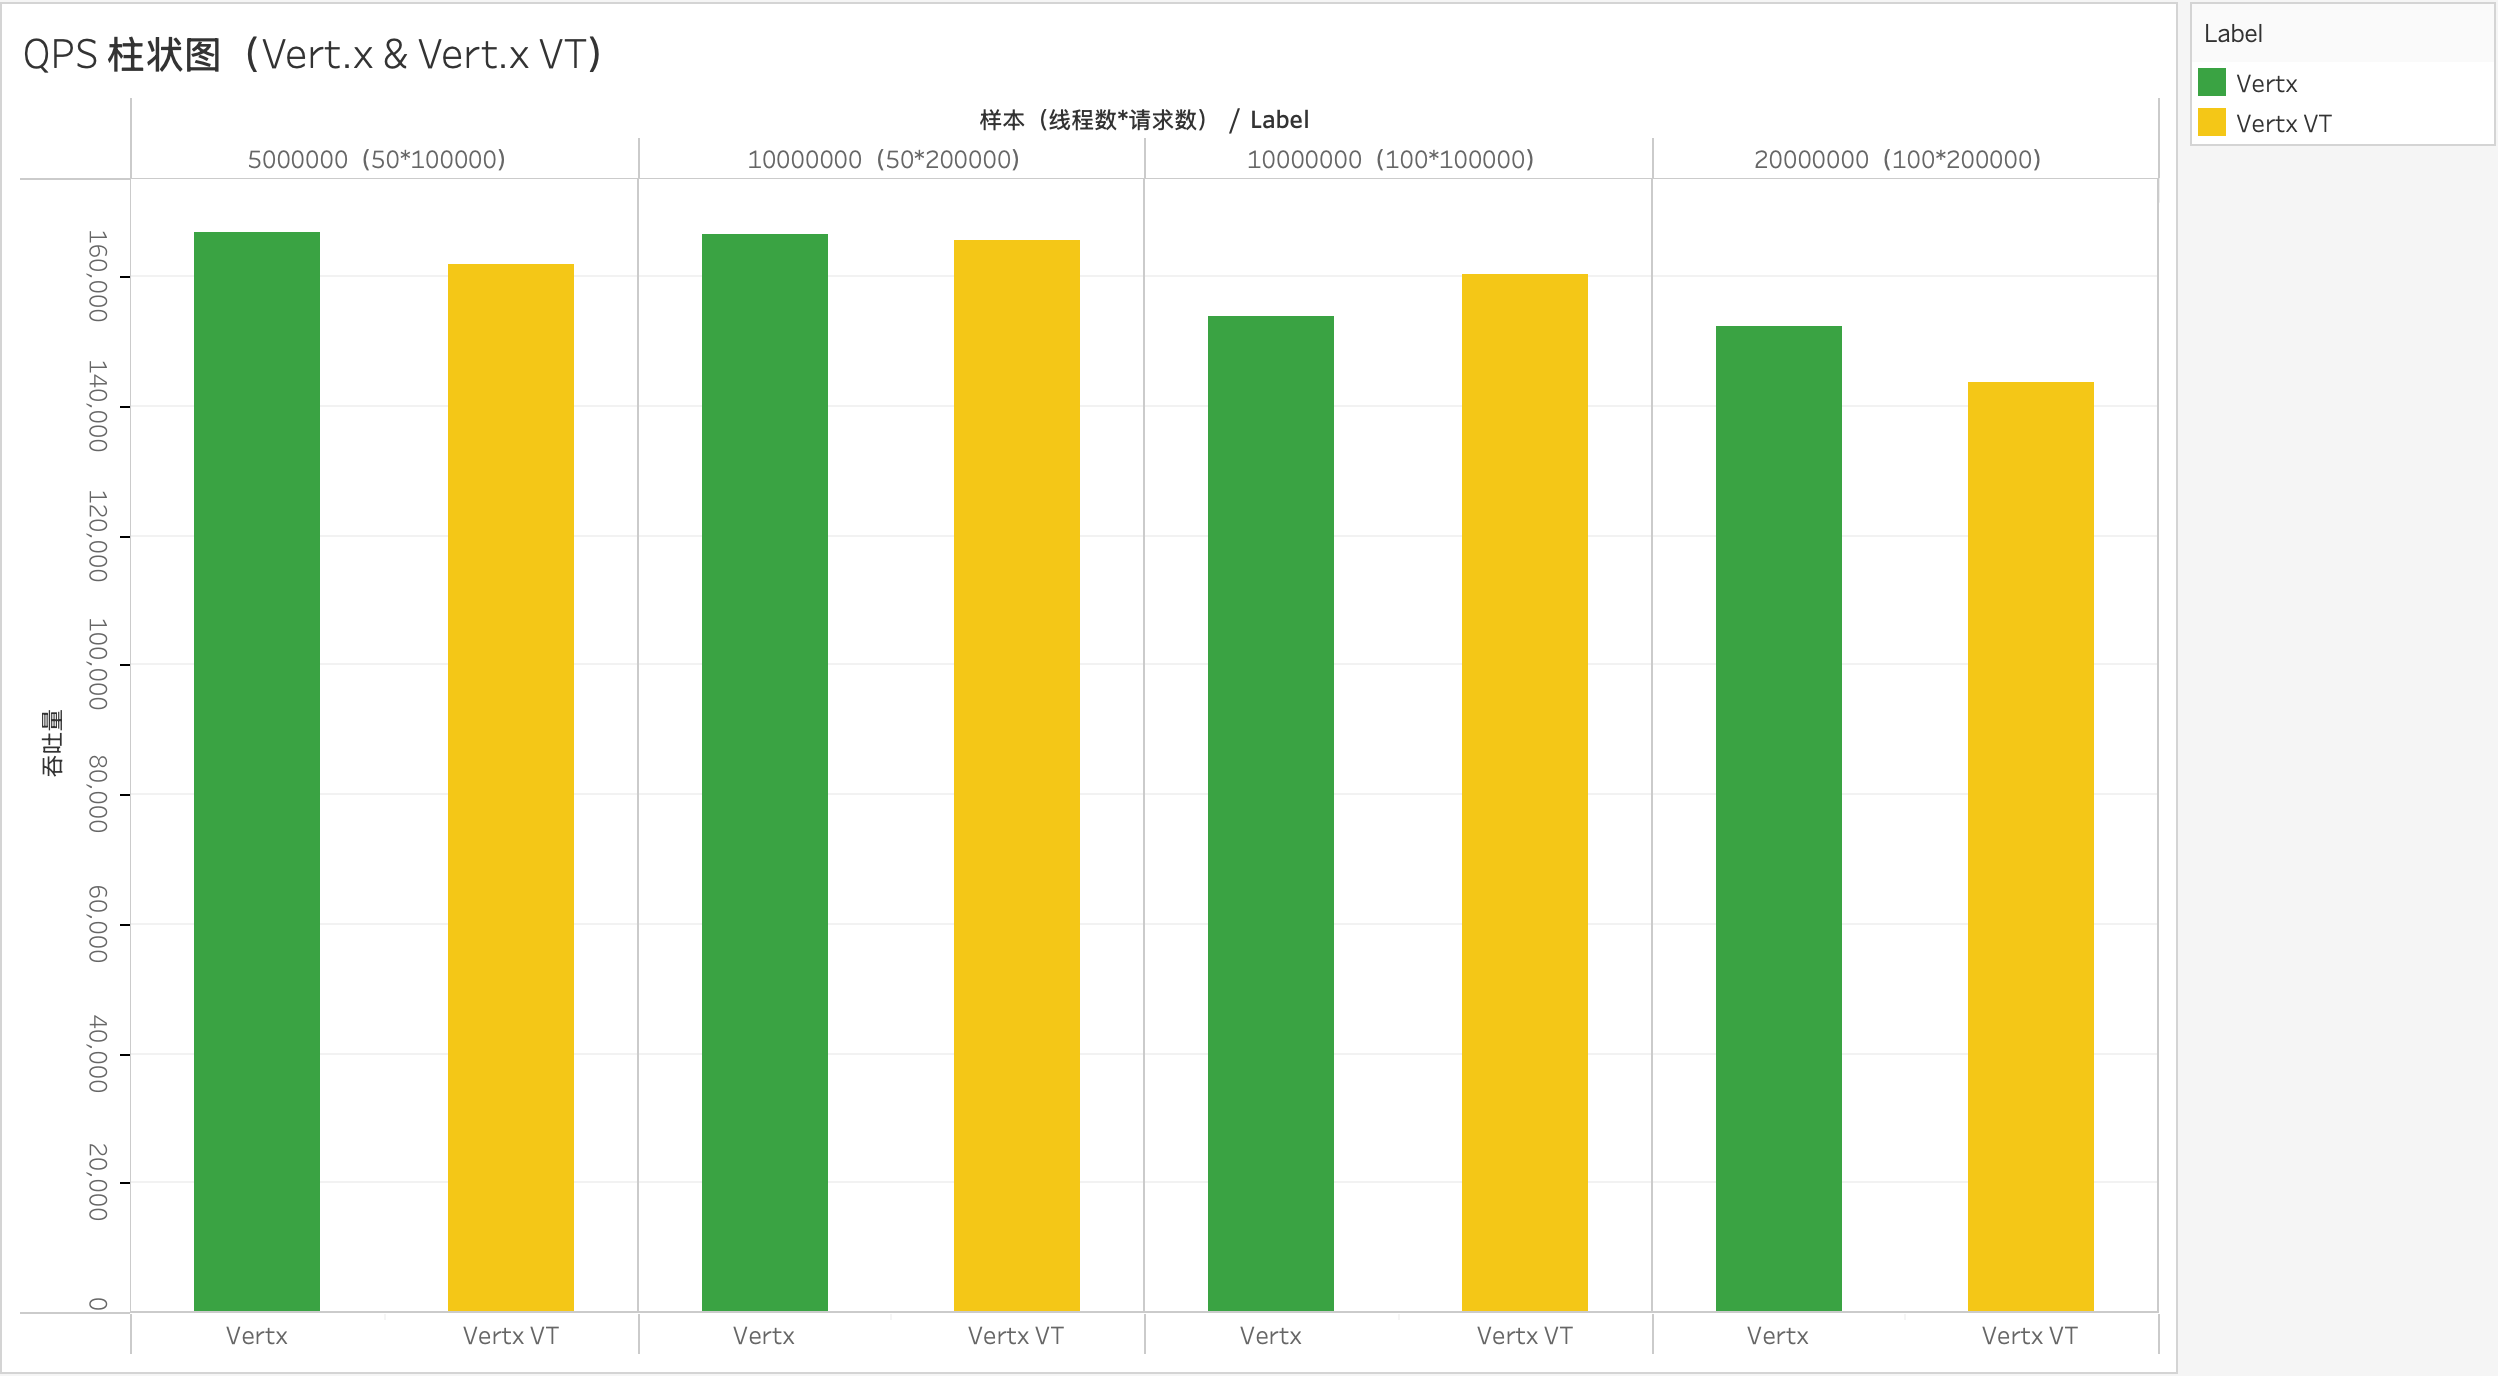 QPS 柱状图（Vert.x & Vert.x VT）
样本（线程数*请求数） / Label
5000000（50*100000）
10000000（50*200000）
10000000（100*100000）
20000000（100*200000）
160,000
140,000
120,000
100,000
80,000
60,000
40,000
20,000
0
吞吐量
Vertx
Vertx VT
Vertx
Vertx VT
Vertx
Vertx VT
Vertx
Vertx VT
Label
Vertx
Vertx VT